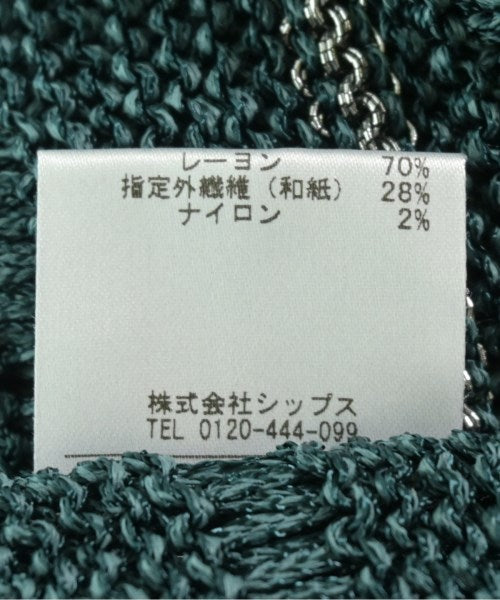 レーヨン 70%
指定外繊維(和紙) 28%
ナイロン 2%
株式会社シップス
TEL 0120-444-099